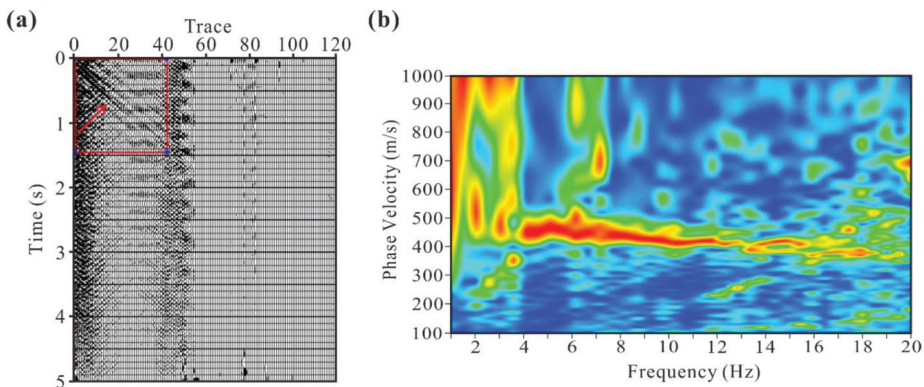 (a)
Trace
0 20 40 60 80 100 120
0
1
2
3
4
5
Time (s)
(b)
1000
900
800
700
600
500
400
300
200
100
Phase Velocity (m/s)
2 4 6 8 10 12 14 16 18 20
Frequency (Hz)